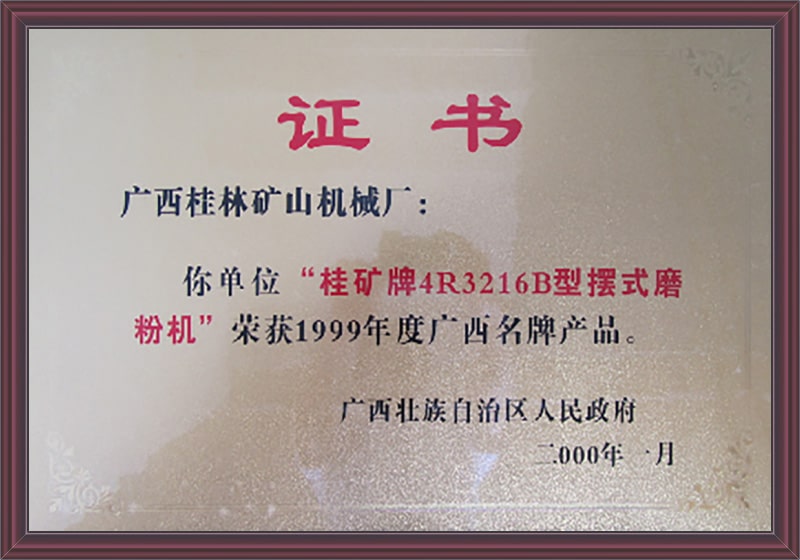 证书
广西桂林矿山机械厂：
你单位“桂矿牌4R3216B型摆式磨
粉机”荣获1999年度广西名牌产品。
广西壮族自治区人民政府
二000年一月